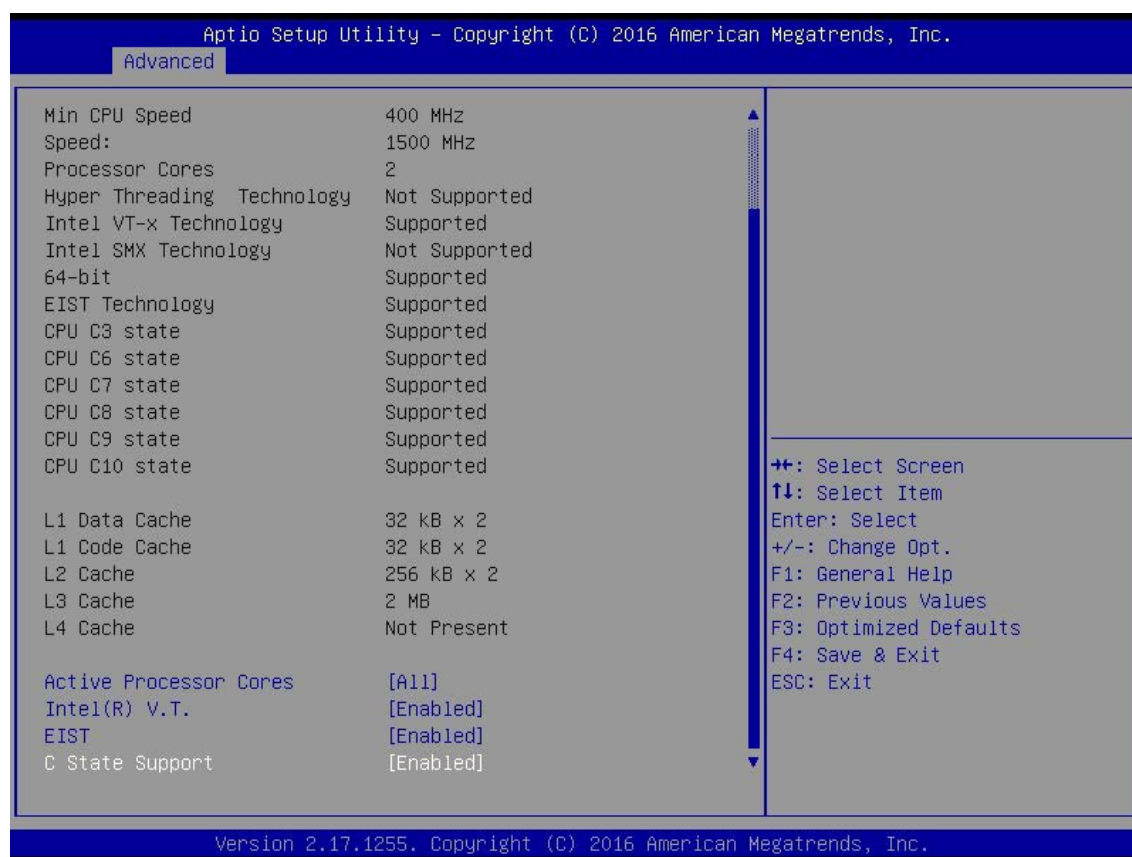 Aptio Setup Utility – Copyright (C) 2016 American Megatrends, Inc.
Advanced
Min CPU Speed 400 MHz
Speed: 1500 MHz
Processor Cores 2
Hyper Threading Technology Not Supported
Intel VT-x Technology Supported
Intel SMX Technology Not Supported
64-bit Supported
EIST Technology Supported
CPU C3 state Supported
CPU C6 state Supported
CPU C7 state Supported
CPU C8 state Supported
CPU C9 state Supported
CPU C10 state Supported
L1 Data Cache 32 kB x 2
L1 Code Cache 32 kB x 2
L2 Cache 256 kB x 2
L3 Cache 2 MB
L4 Cache Not Present
Active Processor Cores [All]
Intel(R) V.T. [Enabled]
EIST [Enabled]
C State Support [Enabled]
→←: Select Screen
↑↓: Select Item
Enter: Select
+/-: Change Opt.
F1: General Help
F2: Previous Values
F3: Optimized Defaults
F4: Save & Exit
ESC: Exit
Version 2.17.1255. Copyright (C) 2016 American Megatrends, Inc.